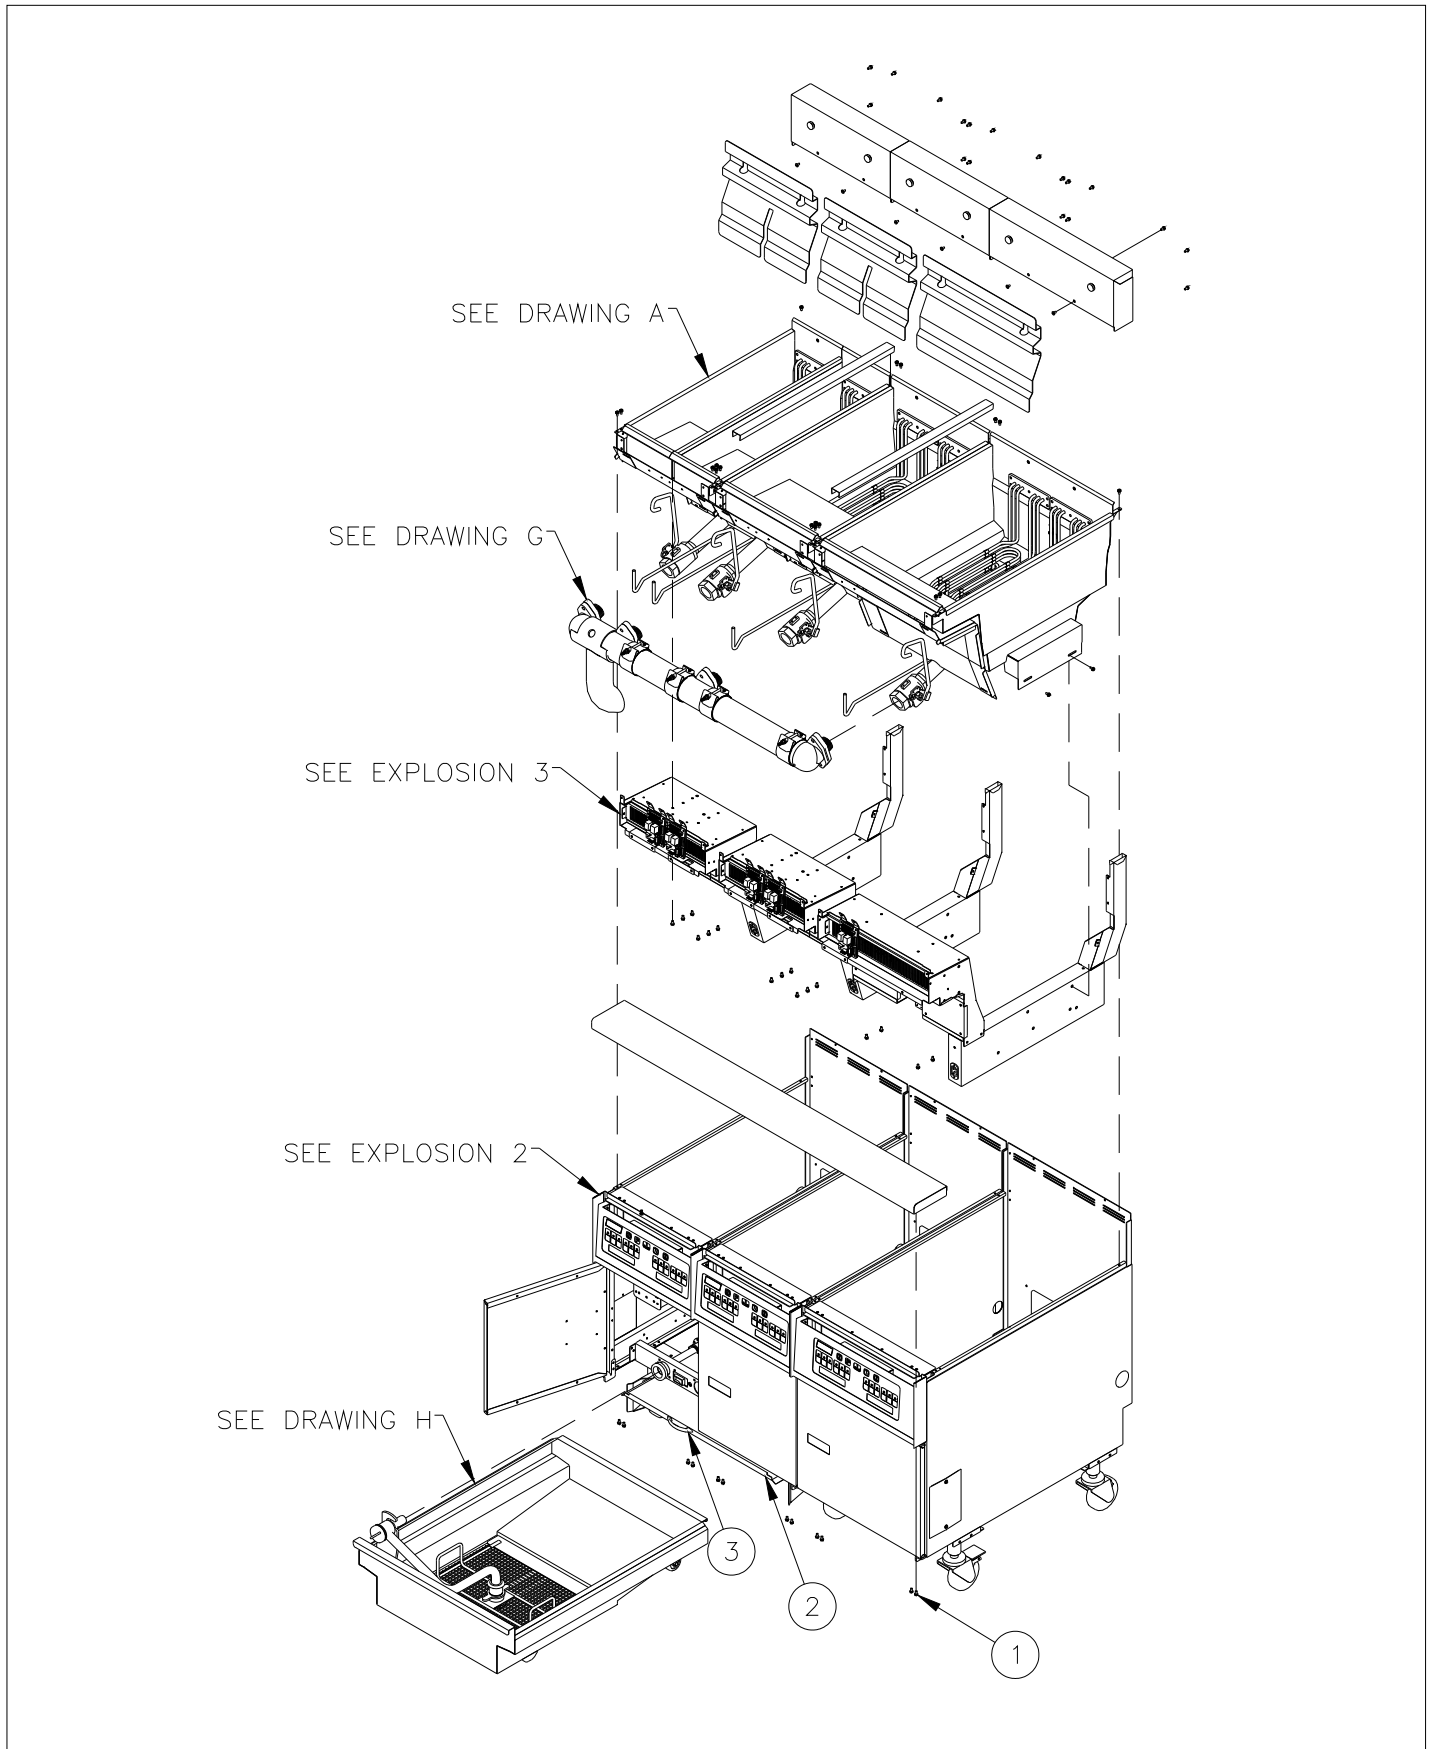 SEE DRAWING A
SEE DRAWING G
SEE EXPLOSION 3
SEE EXPLOSION 2
SEE DRAWING H
3
2
1